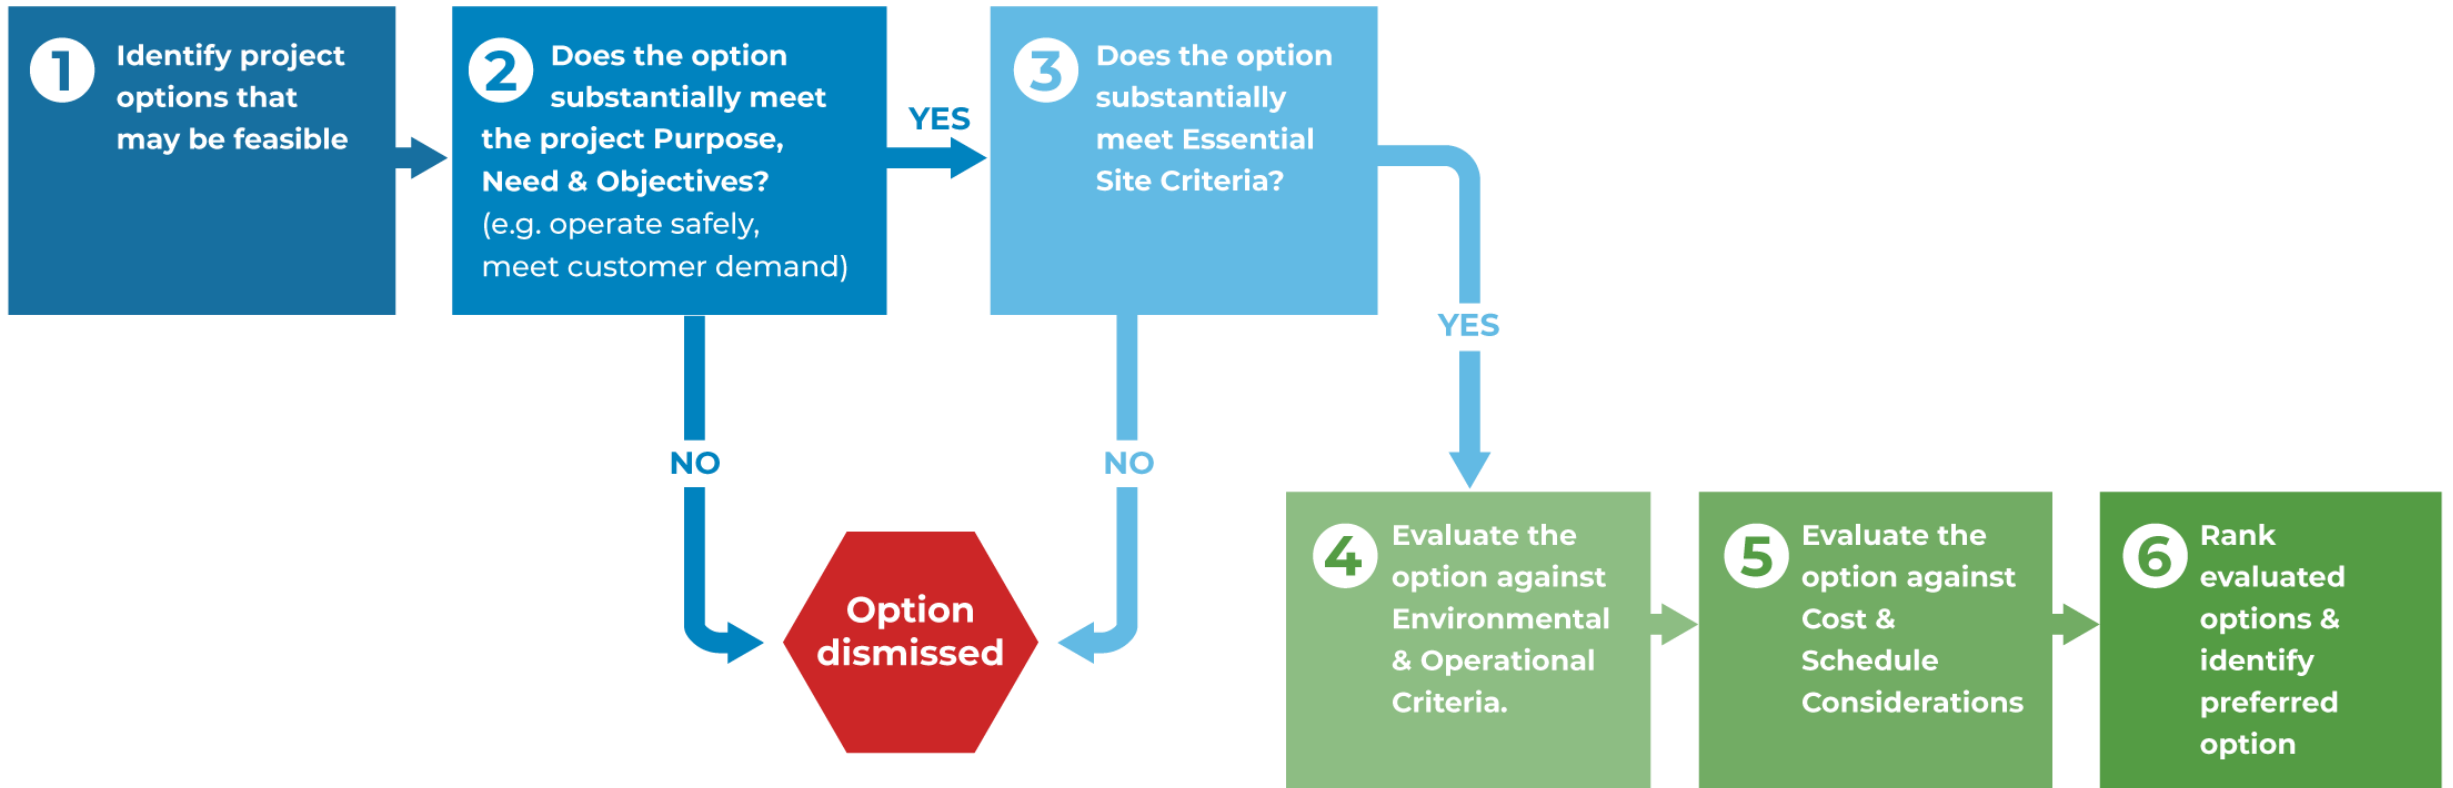 1
Identify project
options that
may be feasible
2
Does the option
substantially meet
the project Purpose,
Need & Objectives?
(e.g. operate safely,
meet customer demand)
YES
NO
3
Does the option
substantially
meet Essential
Site Criteria?
YES
NO
Option
dismissed
4
Evaluate the
option against
Environmental
& Operational
Criteria.
5
Evaluate the
option against
Cost &
Schedule
Considerations
6
Rank
evaluated
options &
identify
preferred
option